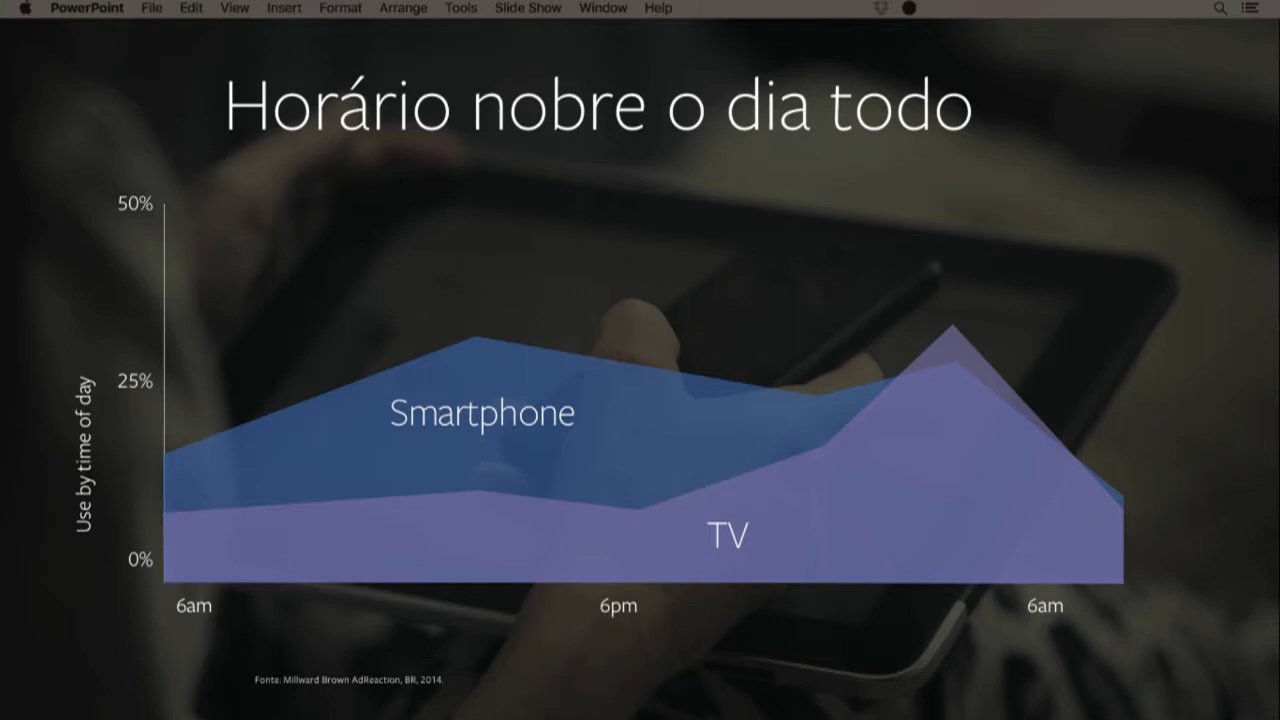 PowerPoint File Edit View Insert Format Arrange Tools Slide Show Window Help
Horário nobre o dia todo
50%
25%
0%
Use by time of day
Smartphone
TV
6am 6pm 6am
Fonte: Millward Brown AdReaction, BR, 2014.